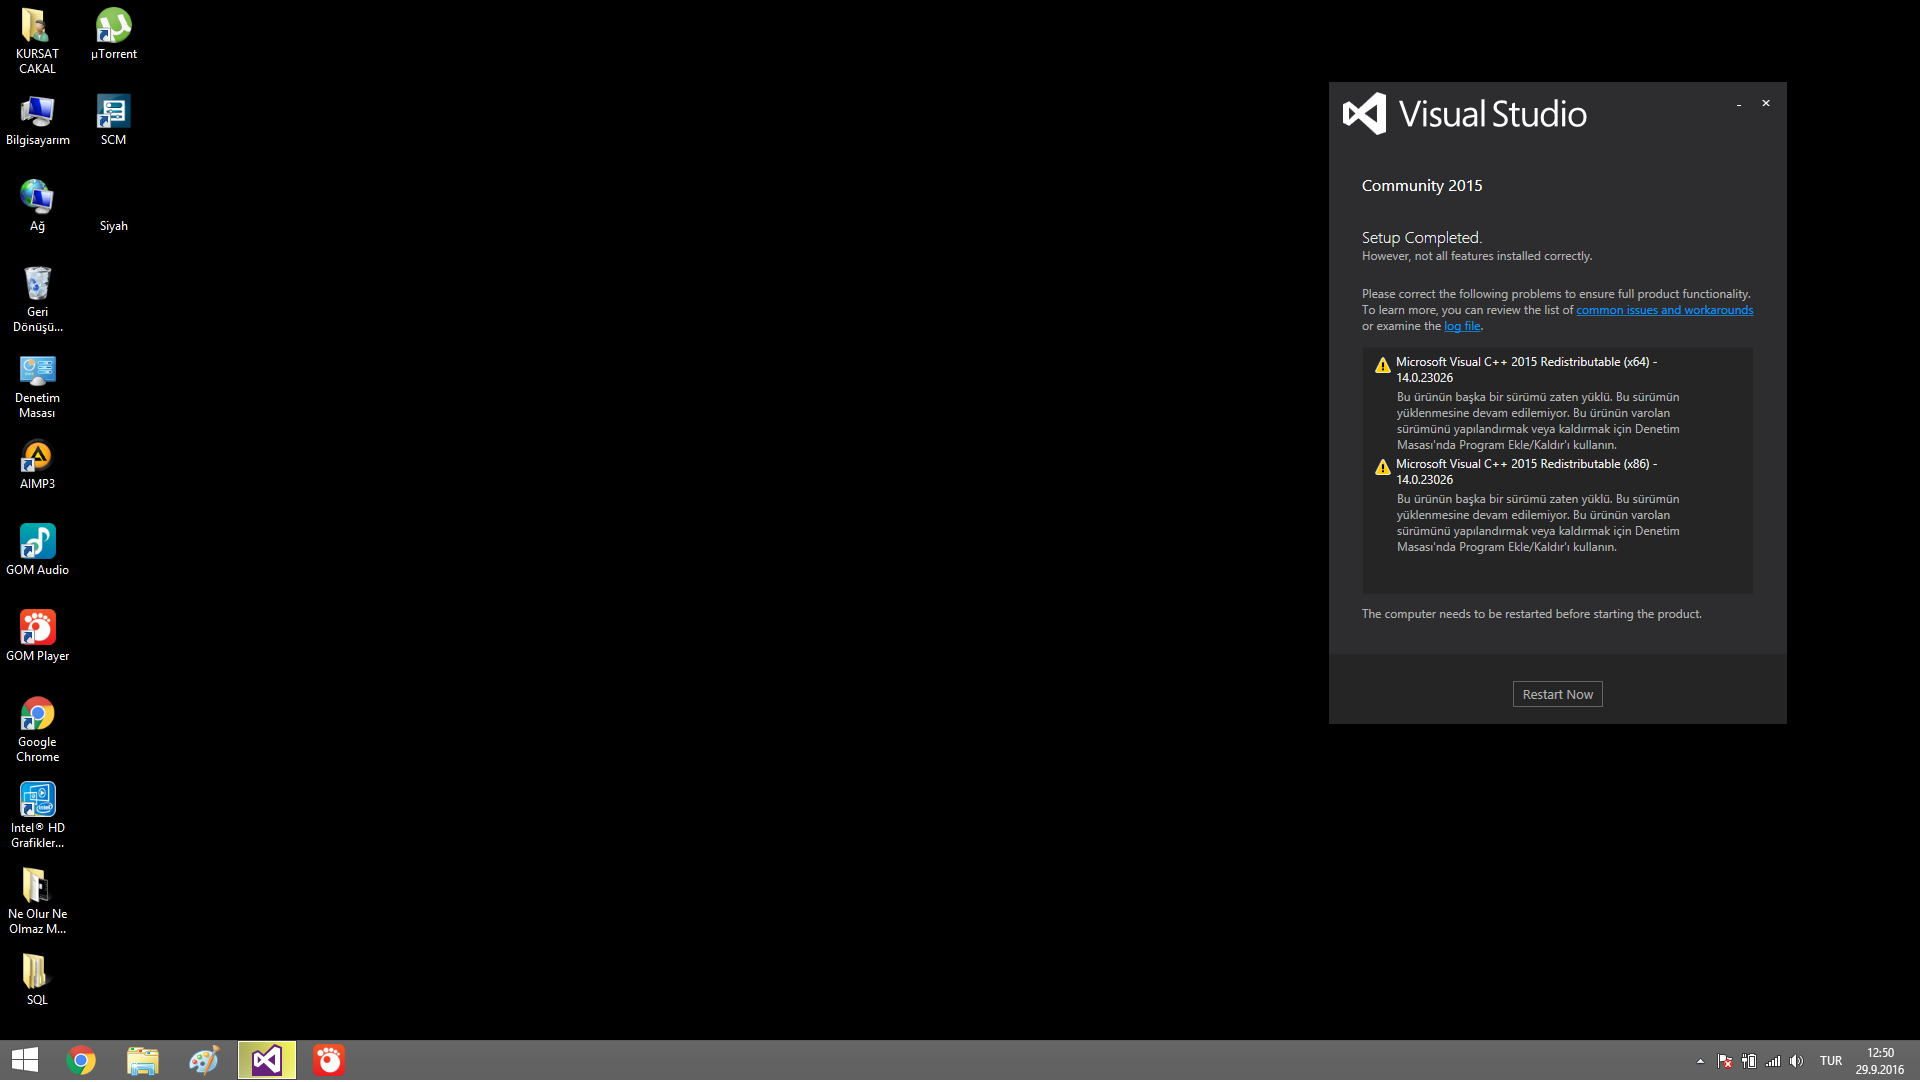 KURSAT
CAKAL
µTorrent
Bilgisayarım
SCM
Ağ
Siyah
Geri
Dönüşü...
Denetim
Masası
AIMP3
GOM Audio
GOM Player
Google
Chrome
Intel® HD
Grafikler...
Ne Olur Ne
Olmaz M...
SQL
Visual Studio
Community 2015
Setup Completed.
However, not all features installed correctly.
Please correct the following problems to ensure full product functionality.
To learn more, you can review the list of common issues and workarounds
or examine the log file.
Microsoft Visual C++ 2015 Redistributable (x64) -
14.0.23026
Bu ürünün başka bir sürümü zaten yüklü. Bu sürümün
yüklenmesine devam edilemiyor. Bu ürünün varolan
sürümünü yapılandırmak veya kaldırmak için Denetim
Masası'nda Program Ekle/Kaldır'ı kullanın.
Microsoft Visual C++ 2015 Redistributable (x86) -
14.0.23026
Bu ürünün başka bir sürümü zaten yüklü. Bu sürümün
yüklenmesine devam edilemiyor. Bu ürünün varolan
sürümünü yapılandırmak veya kaldırmak için Denetim
Masası'nda Program Ekle/Kaldır'ı kullanın.
The computer needs to be restarted before starting the product.
Restart Now
TUR
12:50
29.9.2016